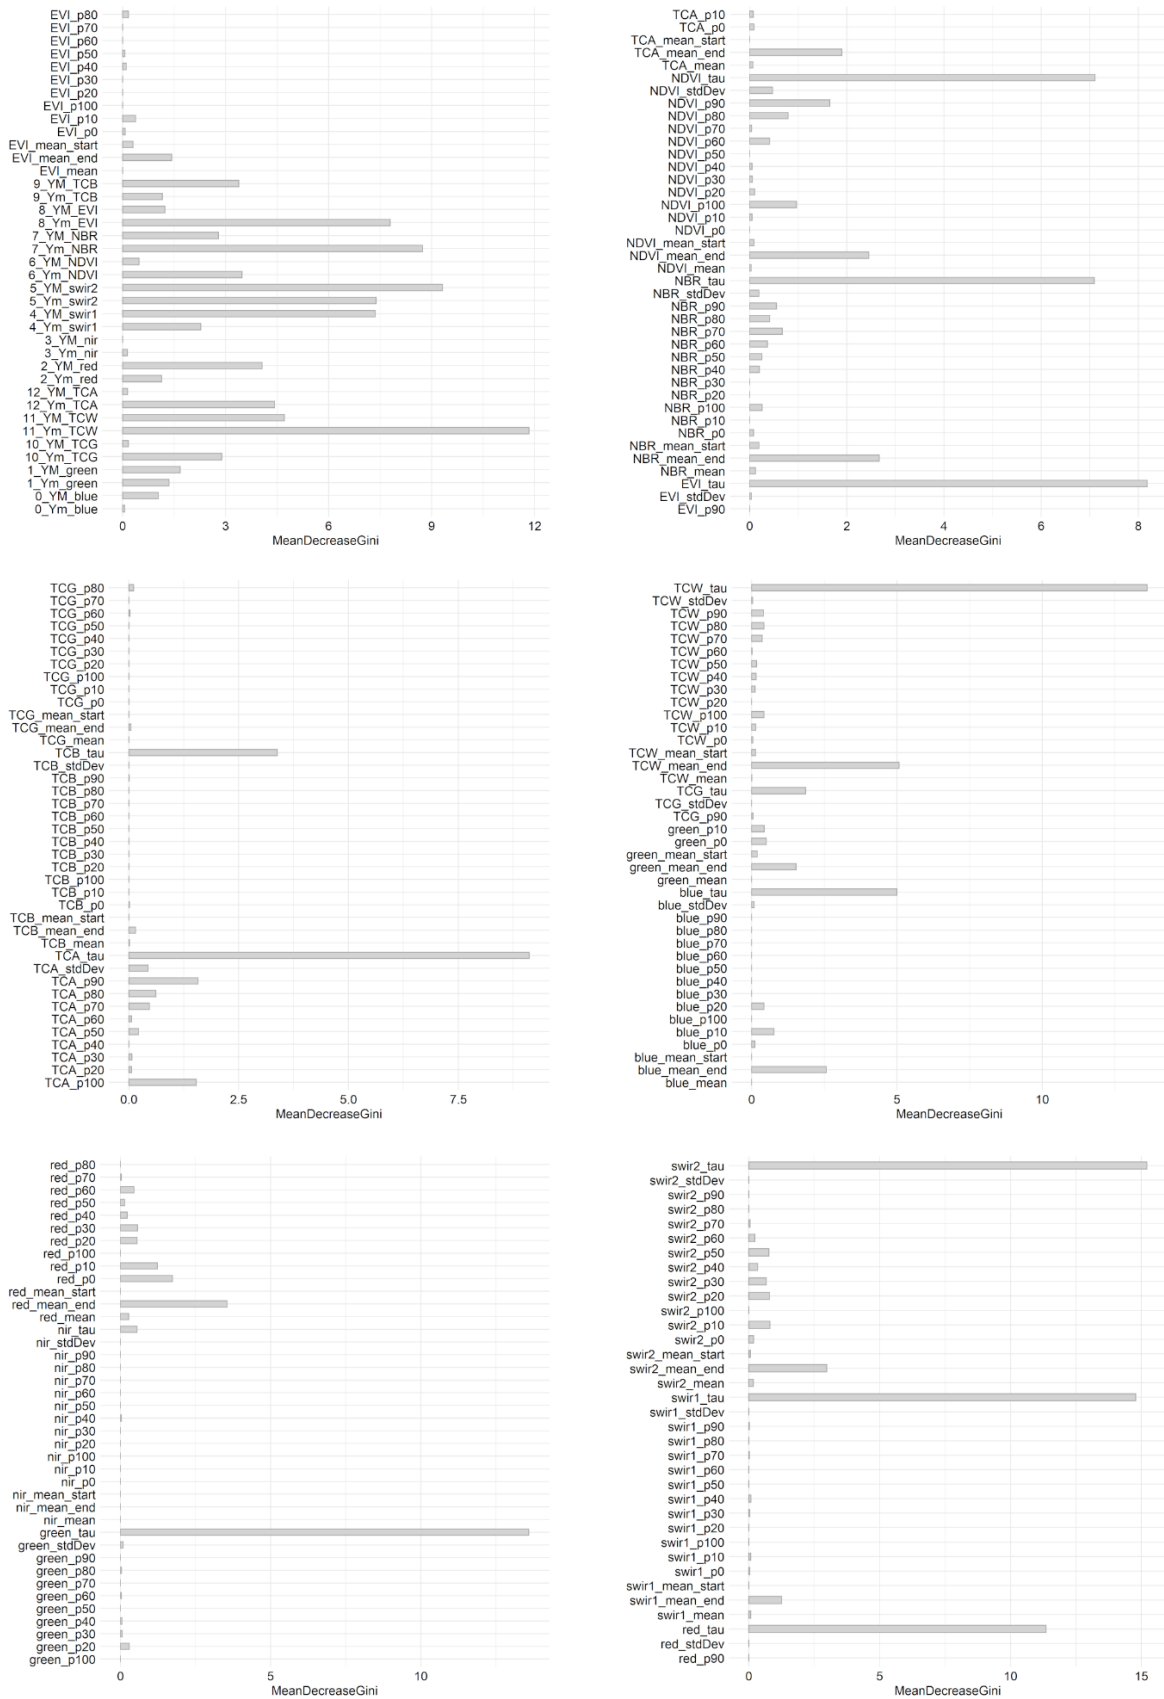 EVI_p80
EVI_p70
EVI_p60
EVI_p50
EVI_p40
EVI_p30
EVI_p20
EVI_p100
EVI_p10
EVI_p0
EVI_mean_start
EVI_mean_end
EVI_mean
9_YM_TCB
9_Ym_TCB
8_YM_EVI
8_Ym_EVI
7_YM_NBR
7_Ym_NBR
6_YM_NDVI
6_Ym_NDVI
5_YM_swir2
5_Ym_swir2
4_YM_swir1
4_Ym_swir1
3_YM_nir
3_Ym_nir
2_YM_red
2_Ym_red
12_YM_TCA
12_Ym_TCA
11_YM_TCW
11_Ym_TCW
10_YM_TCG
10_Ym_TCG
1_YM_green
1_Ym_green
0_YM_blue
0_Ym_blue
0 3 6 9 12
MeanDecreaseGini
TCA_p10
TCA_p0
TCA_mean_start
TCA_mean_end
TCA_mean
NDVI_tau
NDVI_stdDev
NDVI_p90
NDVI_p80
NDVI_p70
NDVI_p60
NDVI_p50
NDVI_p40
NDVI_p30
NDVI_p20
NDVI_p100
NDVI_p10
NDVI_p0
NDVI_mean_start
NDVI_mean_end
NDVI_mean
NBR_tau
NBR_stdDev
NBR_p90
NBR_p80
NBR_p70
NBR_p60
NBR_p50
NBR_p40
NBR_p30
NBR_p20
NBR_p100
NBR_p10
NBR_p0
NBR_mean_start
NBR_mean_end
NBR_mean
EVI_tau
EVI_stdDev
EVI_p90
0 2 4 6 8
MeanDecreaseGini
TCG_p80
TCG_p70
TCG_p60
TCG_p50
TCG_p40
TCG_p30
TCG_p20
TCG_p100
TCG_p10
TCG_p0
TCG_mean_start
TCG_mean_end
TCG_mean
TCB_tau
TCB_stdDev
TCB_p90
TCB_p80
TCB_p70
TCB_p60
TCB_p50
TCB_p40
TCB_p30
TCB_p20
TCB_p100
TCB_p10
TCB_p0
TCB_mean_start
TCB_mean_end
TCB_mean
TCA_tau
TCA_stdDev
TCA_p90
TCA_p80
TCA_p70
TCA_p60
TCA_p50
TCA_p40
TCA_p30
TCA_p20
TCA_p100
0.0 2.5 5.0 7.5
MeanDecreaseGini
TCW_tau
TCW_stdDev
TCW_p90
TCW_p80
TCW_p70
TCW_p60
TCW_p50
TCW_p40
TCW_p30
TCW_p20
TCW_p100
TCW_p10
TCW_p0
TCW_mean_start
TCW_mean_end
TCW_mean
TCG_tau
TCG_stdDev
TCG_p90
green_p10
green_p0
green_mean_start
green_mean_end
green_mean
blue_tau
blue_stdDev
blue_p90
blue_p80
blue_p70
blue_p60
blue_p50
blue_p40
blue_p30
blue_p20
blue_p100
blue_p10
blue_p0
blue_mean_start
blue_mean_end
blue_mean
0 5 10
MeanDecreaseGini
red_p80
red_p70
red_p60
red_p50
red_p40
red_p30
red_p20
red_p100
red_p10
red_p0
red_mean_start
red_mean_end
red_mean
nir_tau
nir_stdDev
nir_p90
nir_p80
nir_p70
nir_p60
nir_p50
nir_p40
nir_p30
nir_p20
nir_p100
nir_p10
nir_p0
nir_mean_start
nir_mean_end
nir_mean
green_tau
green_stdDev
green_p90
green_p80
green_p70
green_p60
green_p50
green_p40
green_p30
green_p20
green_p100
0 5 10
MeanDecreaseGini
swir2_tau
swir2_stdDev
swir2_p90
swir2_p80
swir2_p70
swir2_p60
swir2_p50
swir2_p40
swir2_p30
swir2_p20
swir2_p100
swir2_p10
swir2_p0
swir2_mean_start
swir2_mean_end
swir2_mean
swir1_tau
swir1_stdDev
swir1_p90
swir1_p80
swir1_p70
swir1_p60
swir1_p50
swir1_p40
swir1_p30
swir1_p20
swir1_p100
swir1_p10
swir1_p0
swir1_mean_start
swir1_mean_end
swir1_mean
red_tau
red_stdDev
red_p90
0 5 10 15
MeanDecreaseGini